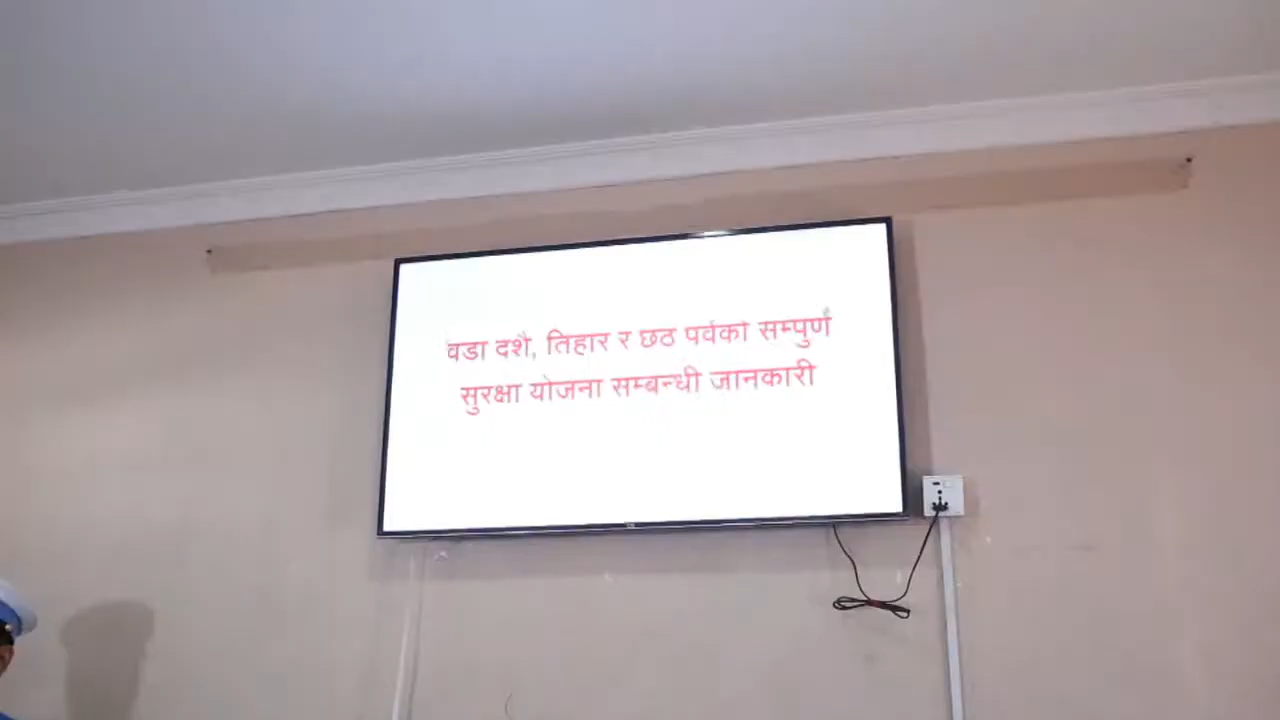 वडा दशैं, तिहार र छठ पर्वको सम्पुर्ण
सुरक्षा योजना सम्बन्धी जानकारी